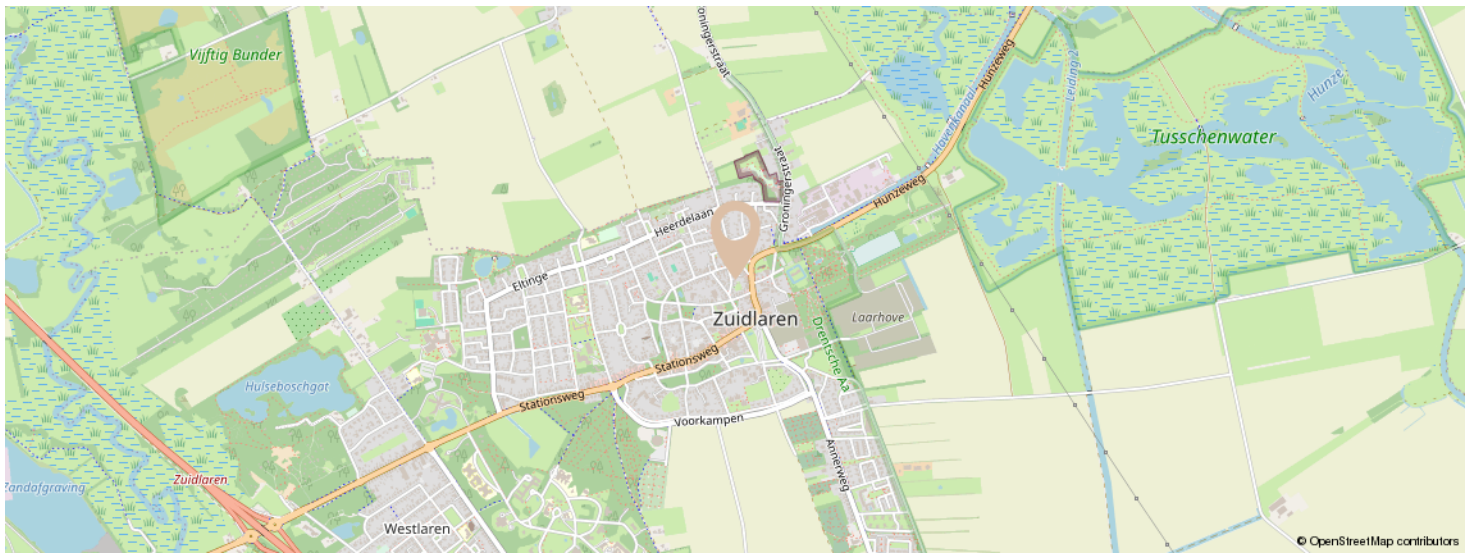 Vijftig Bunder
Groningerstraat
Hunzeweg
Leiding 2
Hunze
Havenkanaal
Tusschenwater
Groningerstraat
Hunzeweg
Heerdelaan
Eltinge
Zuidlaren
Laarhove
Drentsche Aa
Stationsweg
Hulseboschgat
Stationsweg
Voorkampen
Annerweg
Zuidlaren
Zandafgraving
Westlaren
© OpenStreetMap contributors